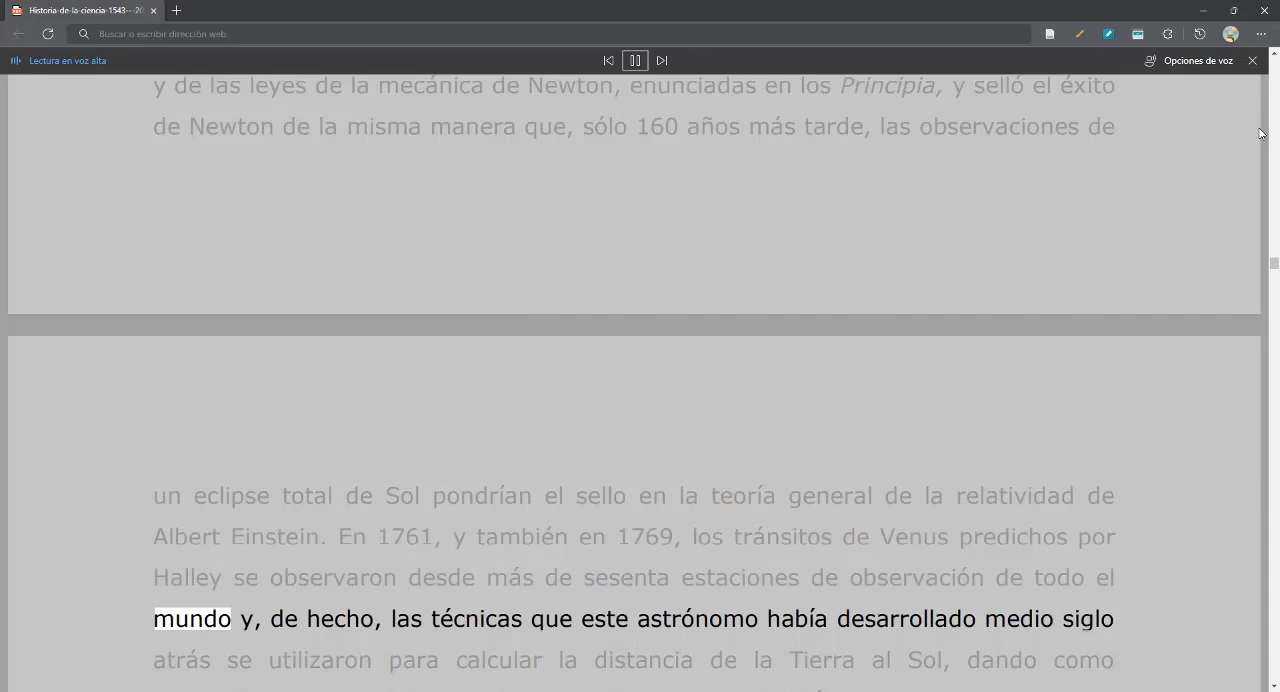 Historia-de-la-ciencia-1543---20
Buscar o escribir dirección web
Lectura en voz alta
Opciones de voz
y de las leyes de la mecánica de Newton, enunciadas en los Principia, y selló el éxito
de Newton de la misma manera que, sólo 160 años más tarde, las observaciones de
un eclipse total de Sol pondrían el sello en la teoría general de la relatividad de
Albert Einstein. En 1761, y también en 1769, los tránsitos de Venus predichos por
Halley se observaron desde más de sesenta estaciones de observación de todo el
mundo y, de hecho, las técnicas que este astrónomo había desarrollado medio siglo
atrás se utilizaron para calcular la distancia de la Tierra al Sol, dando como